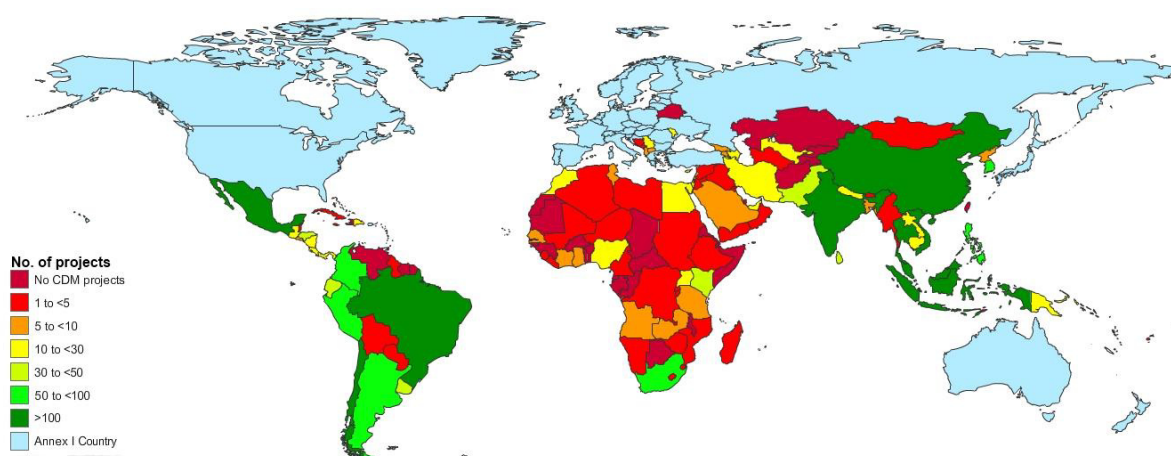 No. of projects
No CDM projects
1 to <5
5 to <10
10 to <30
30 to <50
50 to <100
>100
Annex I Country